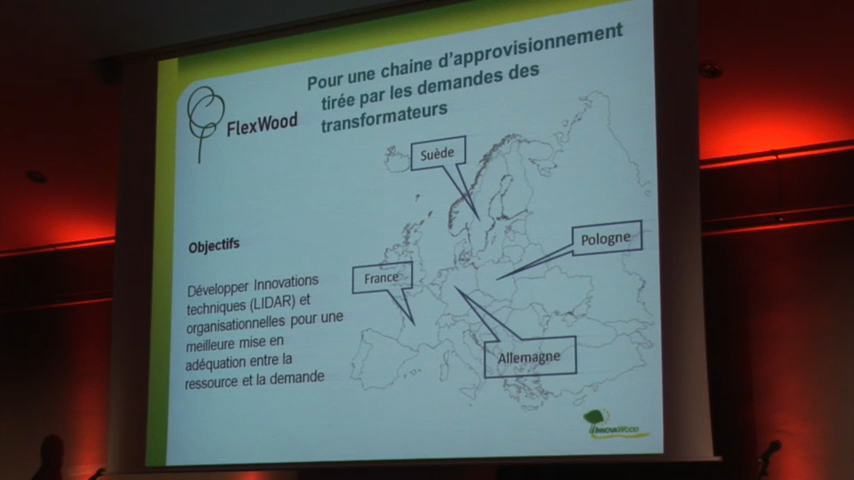 Pour une chaine d'approvisionnement
tirée par les demandes des
transformateurs
FlexWood
Suède
Pologne
France
Allemagne
Objectifs
Développer Innovations
techniques (LIDAR) et
organisationnelles pour une
meilleure mise en
adéquation entre la
ressource et la demande
INNOVAWOOD